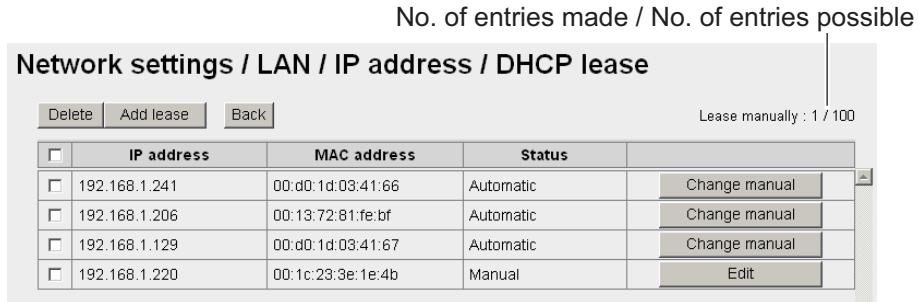 No. of entries made / No. of entries possible
Network settings / LAN / IP address / DHCP lease
Delete Add lease Back Lease manually : 1 / 100
IP address MAC address Status
192.168.1.241 00:d0:1d:03:41:66 Automatic Change manual
192.168.1.206 00:13:72:81:fe:bf Automatic Change manual
192.168.1.129 00:d0:1d:03:41:67 Automatic Change manual
192.168.1.220 00:1c:23:3e:1e:4b Manual Edit